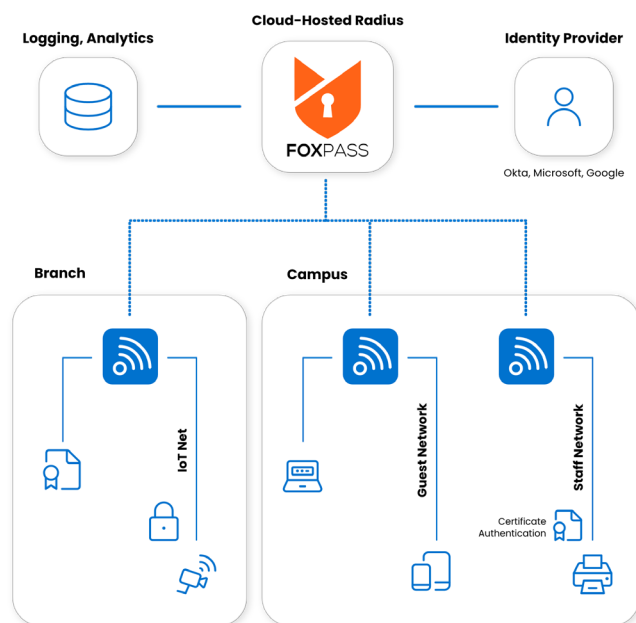 Cloud-Hosted Radius
Logging, Analytics
Identity Provider
FOXPASS
Okta, Microsoft, Google
Branch
Campus
IoT Net
Guest Network
Staff Network
Certificate
Authentication